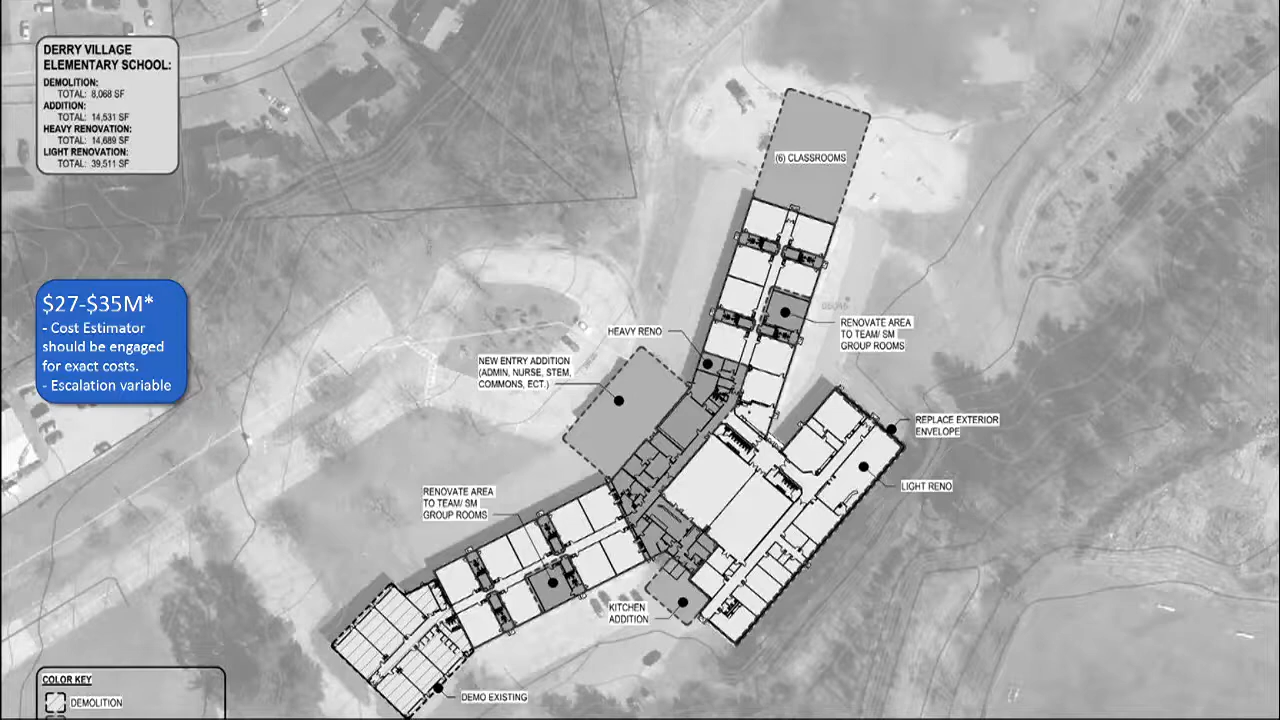 DERRY VILLAGE
ELEMENTARY SCHOOL:
DEMOLITION:
TOTAL: 8,068 SF
ADDITION:
TOTAL: 14,531 SF
HEAVY RENOVATION:
TOTAL: 14,689 SF
LIGHT RENOVATION:
TOTAL: 39,511 SF
(6) CLASSROOMS
$27-$35M*
- Cost Estimator
should be engaged
for exact costs.
- Escalation variable
HEAVY RENO
RENOVATE AREA
TO TEAM/ SM
GROUP ROOMS
NEW ENTRY ADDITION
(ADMIN, NURSE, STEM,
COMMONS, ECT.)
REPLACE EXTERIOR
ENVELOPE
LIGHT RENO
RENOVATE AREA
TO TEAM/ SM
GROUP ROOMS
KITCHEN
ADDITION
DEMO EXISTING
COLOR KEY
DEMOLITION